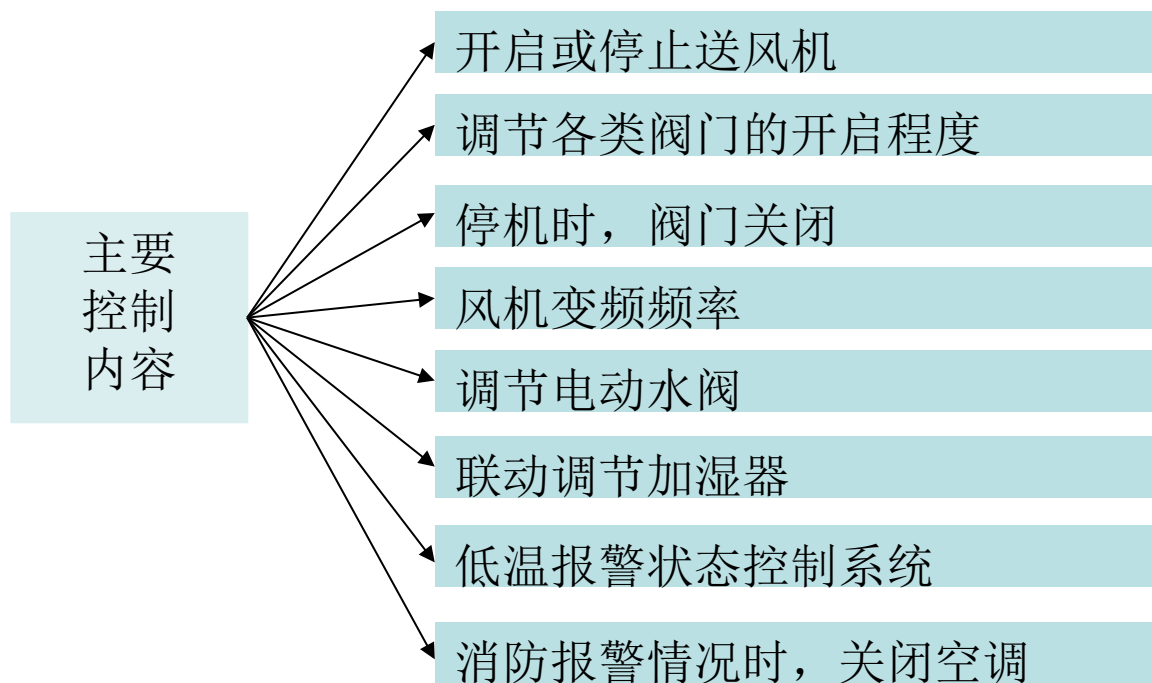 主要
控制
内容
开启或停止送风机
调节各类阀门的开启程度
停机时，阀门关闭
风机变频频率
调节电动水阀
联动调节加湿器
低温报警状态控制系统
消防报警情况时，关闭空调